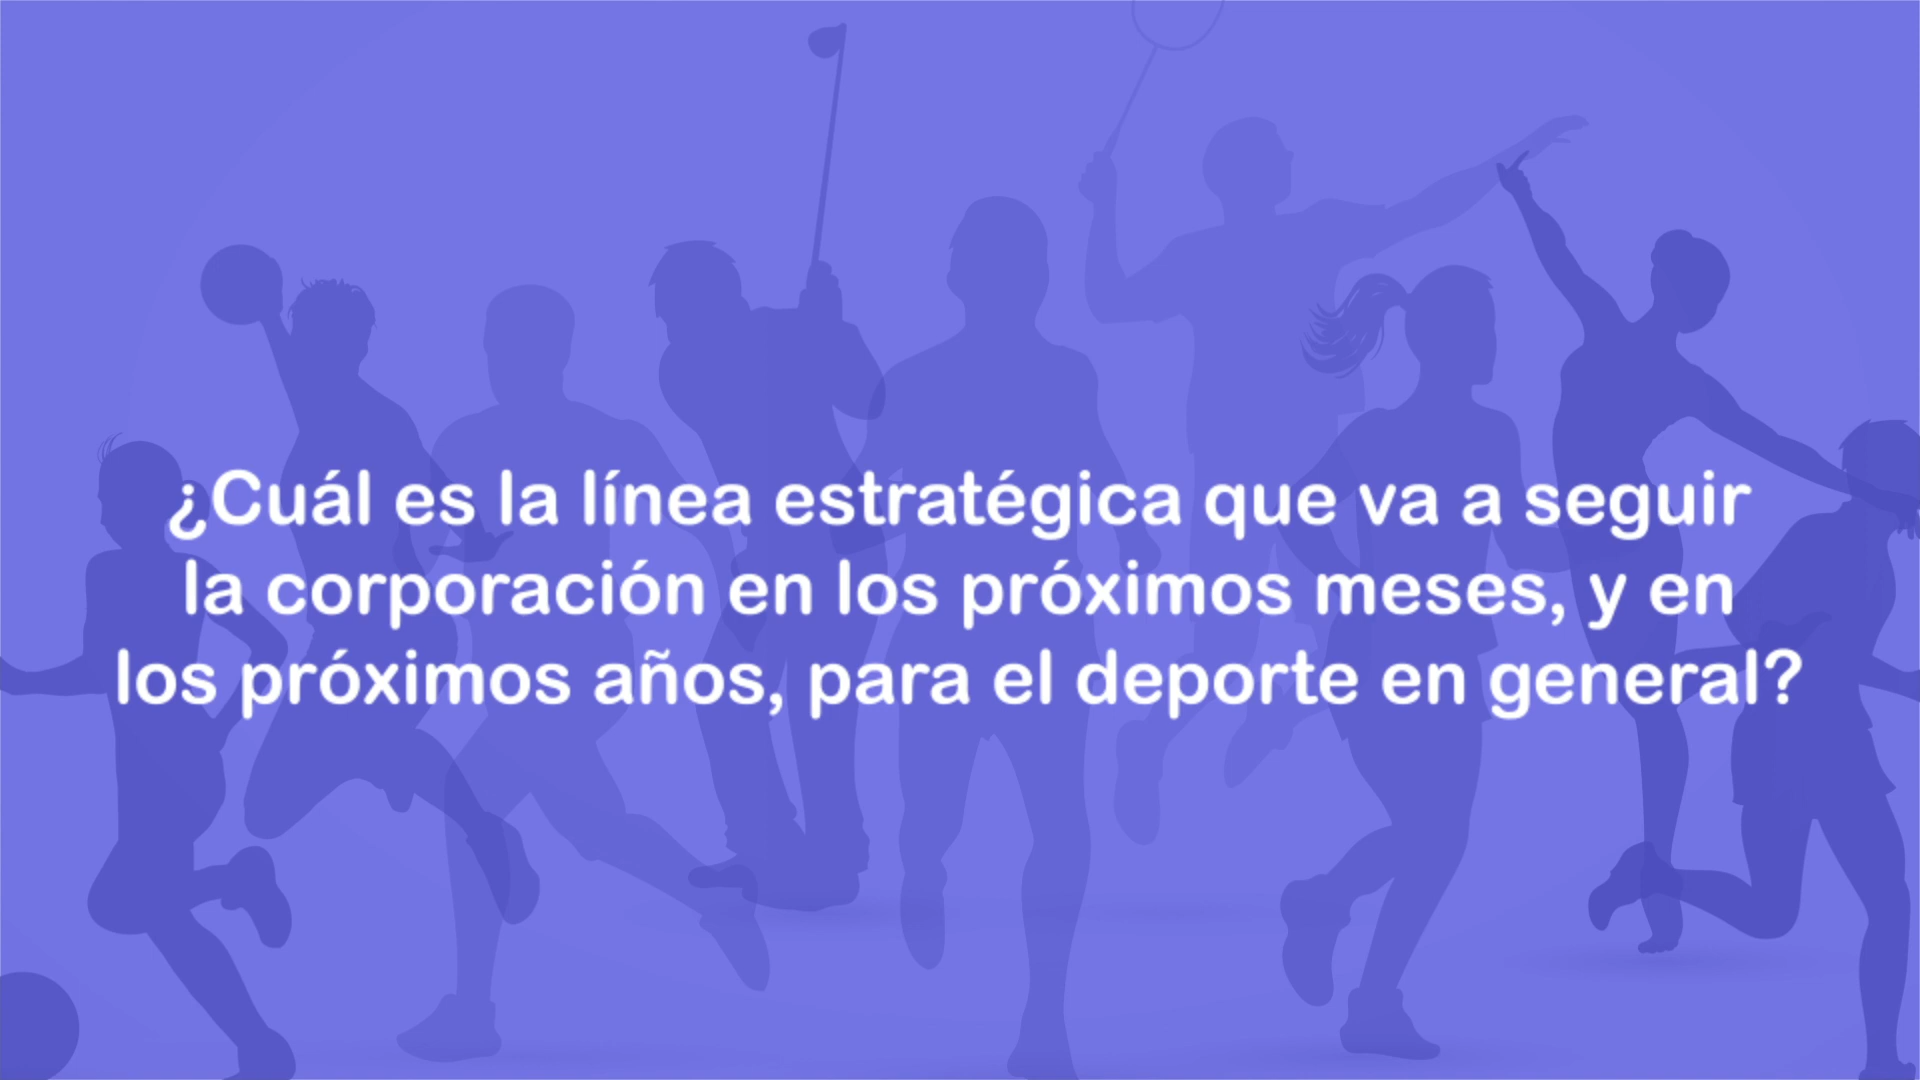 ¿Cuál es la línea estratégica que va a seguir
la corporación en los próximos meses, y en
los próximos años, para el deporte en general?